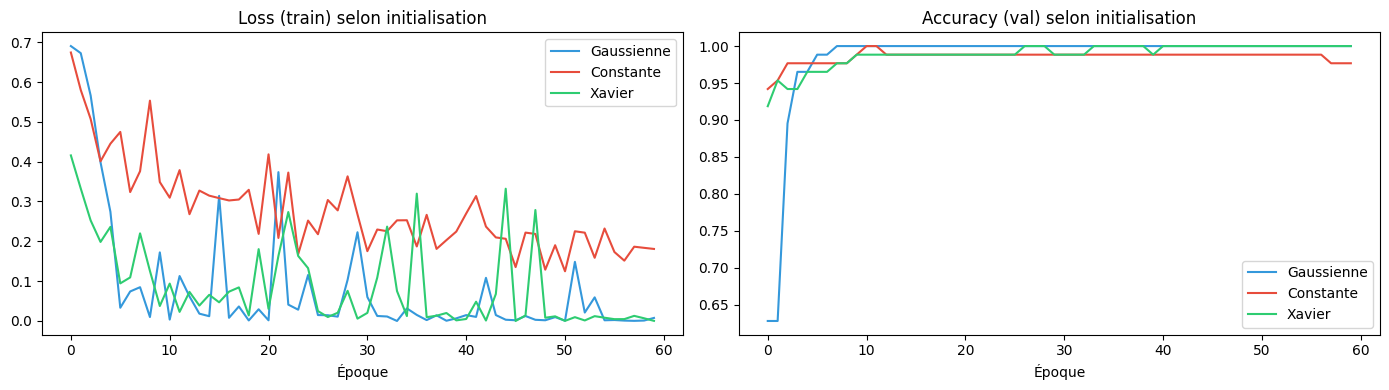 Loss (train) selon initialisation
0.7
0.6
0.5
0.4
0.3
0.2
0.1
0.0
0 10 20 30 40 50 60
Époque
Gaussienne
Constante
Xavier
Accuracy (val) selon initialisation
1.00
0.95
0.90
0.85
0.80
0.75
0.70
0.65
0 10 20 30 40 50 60
Époque
Gaussienne
Constante
Xavier